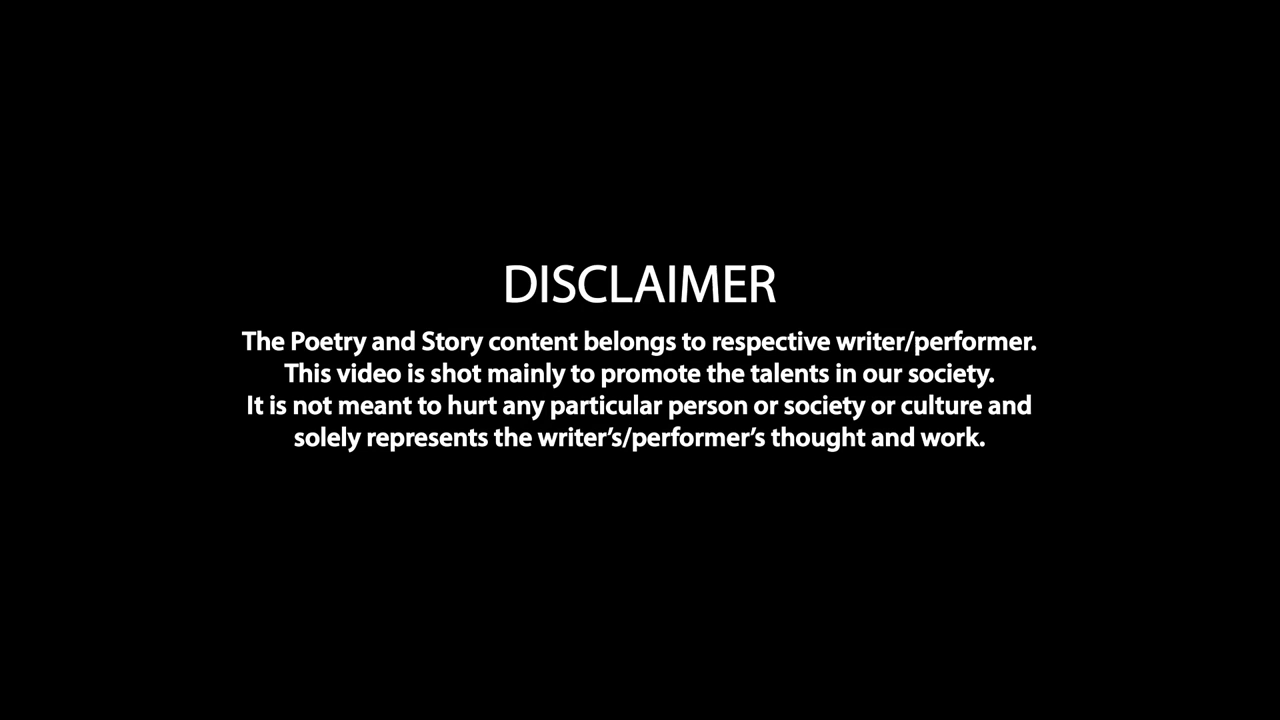 DISCLAIMER
The Poetry and Story content belongs to respective writer/performer.
This video is shot mainly to promote the talents in our society.
It is not meant to hurt any particular person or society or culture and
solely represents the writer’s/performer’s thought and work.